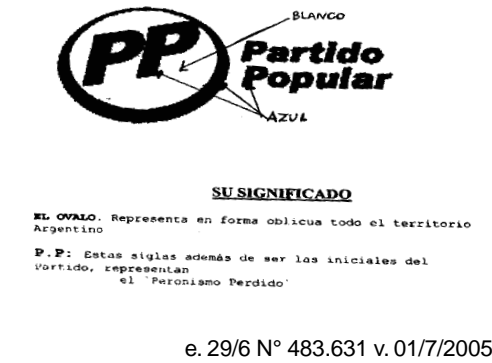 BLANCO
PP Partido
Popular
AZUL
SU SIGNIFICADO
EL OVALO. Representa en forma oblicua todo el territorio
Argentino
P.P: Estas siglas además de ser las iniciales del
Partido, representan
el 'Peronismo Perdido'
e. 29/6 N° 483.631 v. 01/7/2005